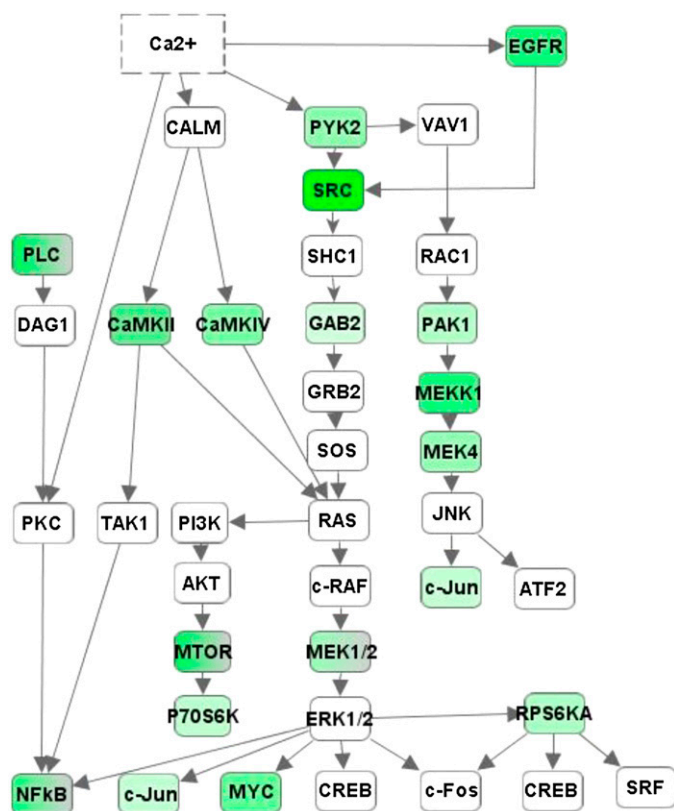 Ca2+
EGFR
CALM
PYK2
VAV1
SRC
PLC
SHC1
RAC1
DAG1
CaMKII
CaMKIV
GAB2
PAK1
GRB2
MEKK1
SOS
MEK4
PKC
TAK1
PI3K
RAS
JNK
AKT
c-RAF
c-Jun
ATF2
MTOR
MEK1/2
P70S6K
ERK1/2
RPS6KA
NFkB
c-Jun
MYC
CREB
c-Fos
CREB
SRF